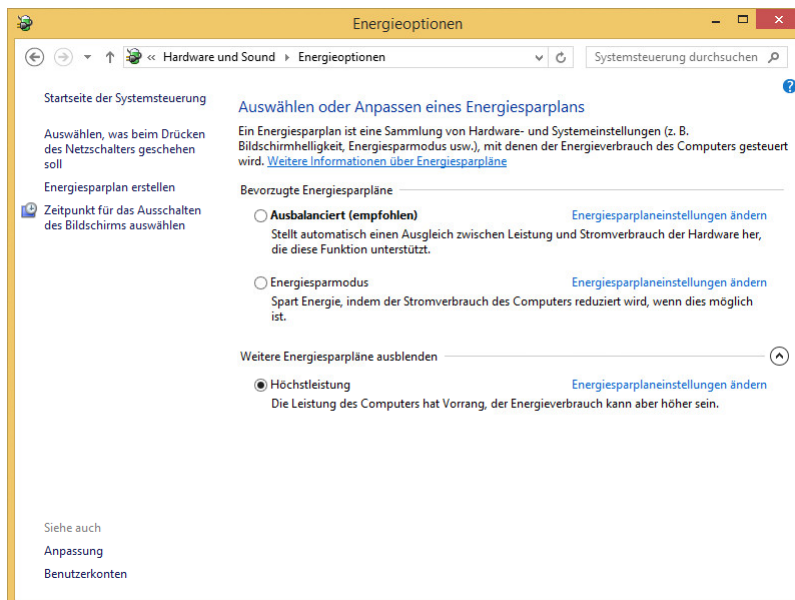 Energieoptionen
« Hardware und Sound Energieoptionen
Systemsteuerung durchsuchen
Startseite der Systemsteuerung
Auswählen, was beim Drücken
des Netzschalters geschehen
soll
Energiesparplan erstellen
Zeitpunkt für das Ausschalten
des Bildschirms auswählen
Auswählen oder Anpassen eines Energiesparplans
Ein Energiesparplan ist eine Sammlung von Hardware- und Systemeinstellungen (z. B.
Bildschirmhelligkeit, Energiesparmodus usw.), mit denen der Energieverbrauch des Computers gesteuert
wird. Weitere Informationen über Energiesparpläne
Bevorzugte Energiesparpläne
Ausbalanciert (empfohlen) Energiesparplaneinstellungen ändern
Stellt automatisch einen Ausgleich zwischen Leistung und Stromverbrauch der Hardware her,
die diese Funktion unterstützt.
Energiesparmodus Energiesparplaneinstellungen ändern
Spart Energie, indem der Stromverbrauch des Computers reduziert wird, wenn dies möglich
ist.
Weitere Energiesparpläne ausblenden
Höchstleistung Energiesparplaneinstellungen ändern
Die Leistung des Computers hat Vorrang, der Energieverbrauch kann aber höher sein.
Siehe auch
Anpassung
Benutzerkonten